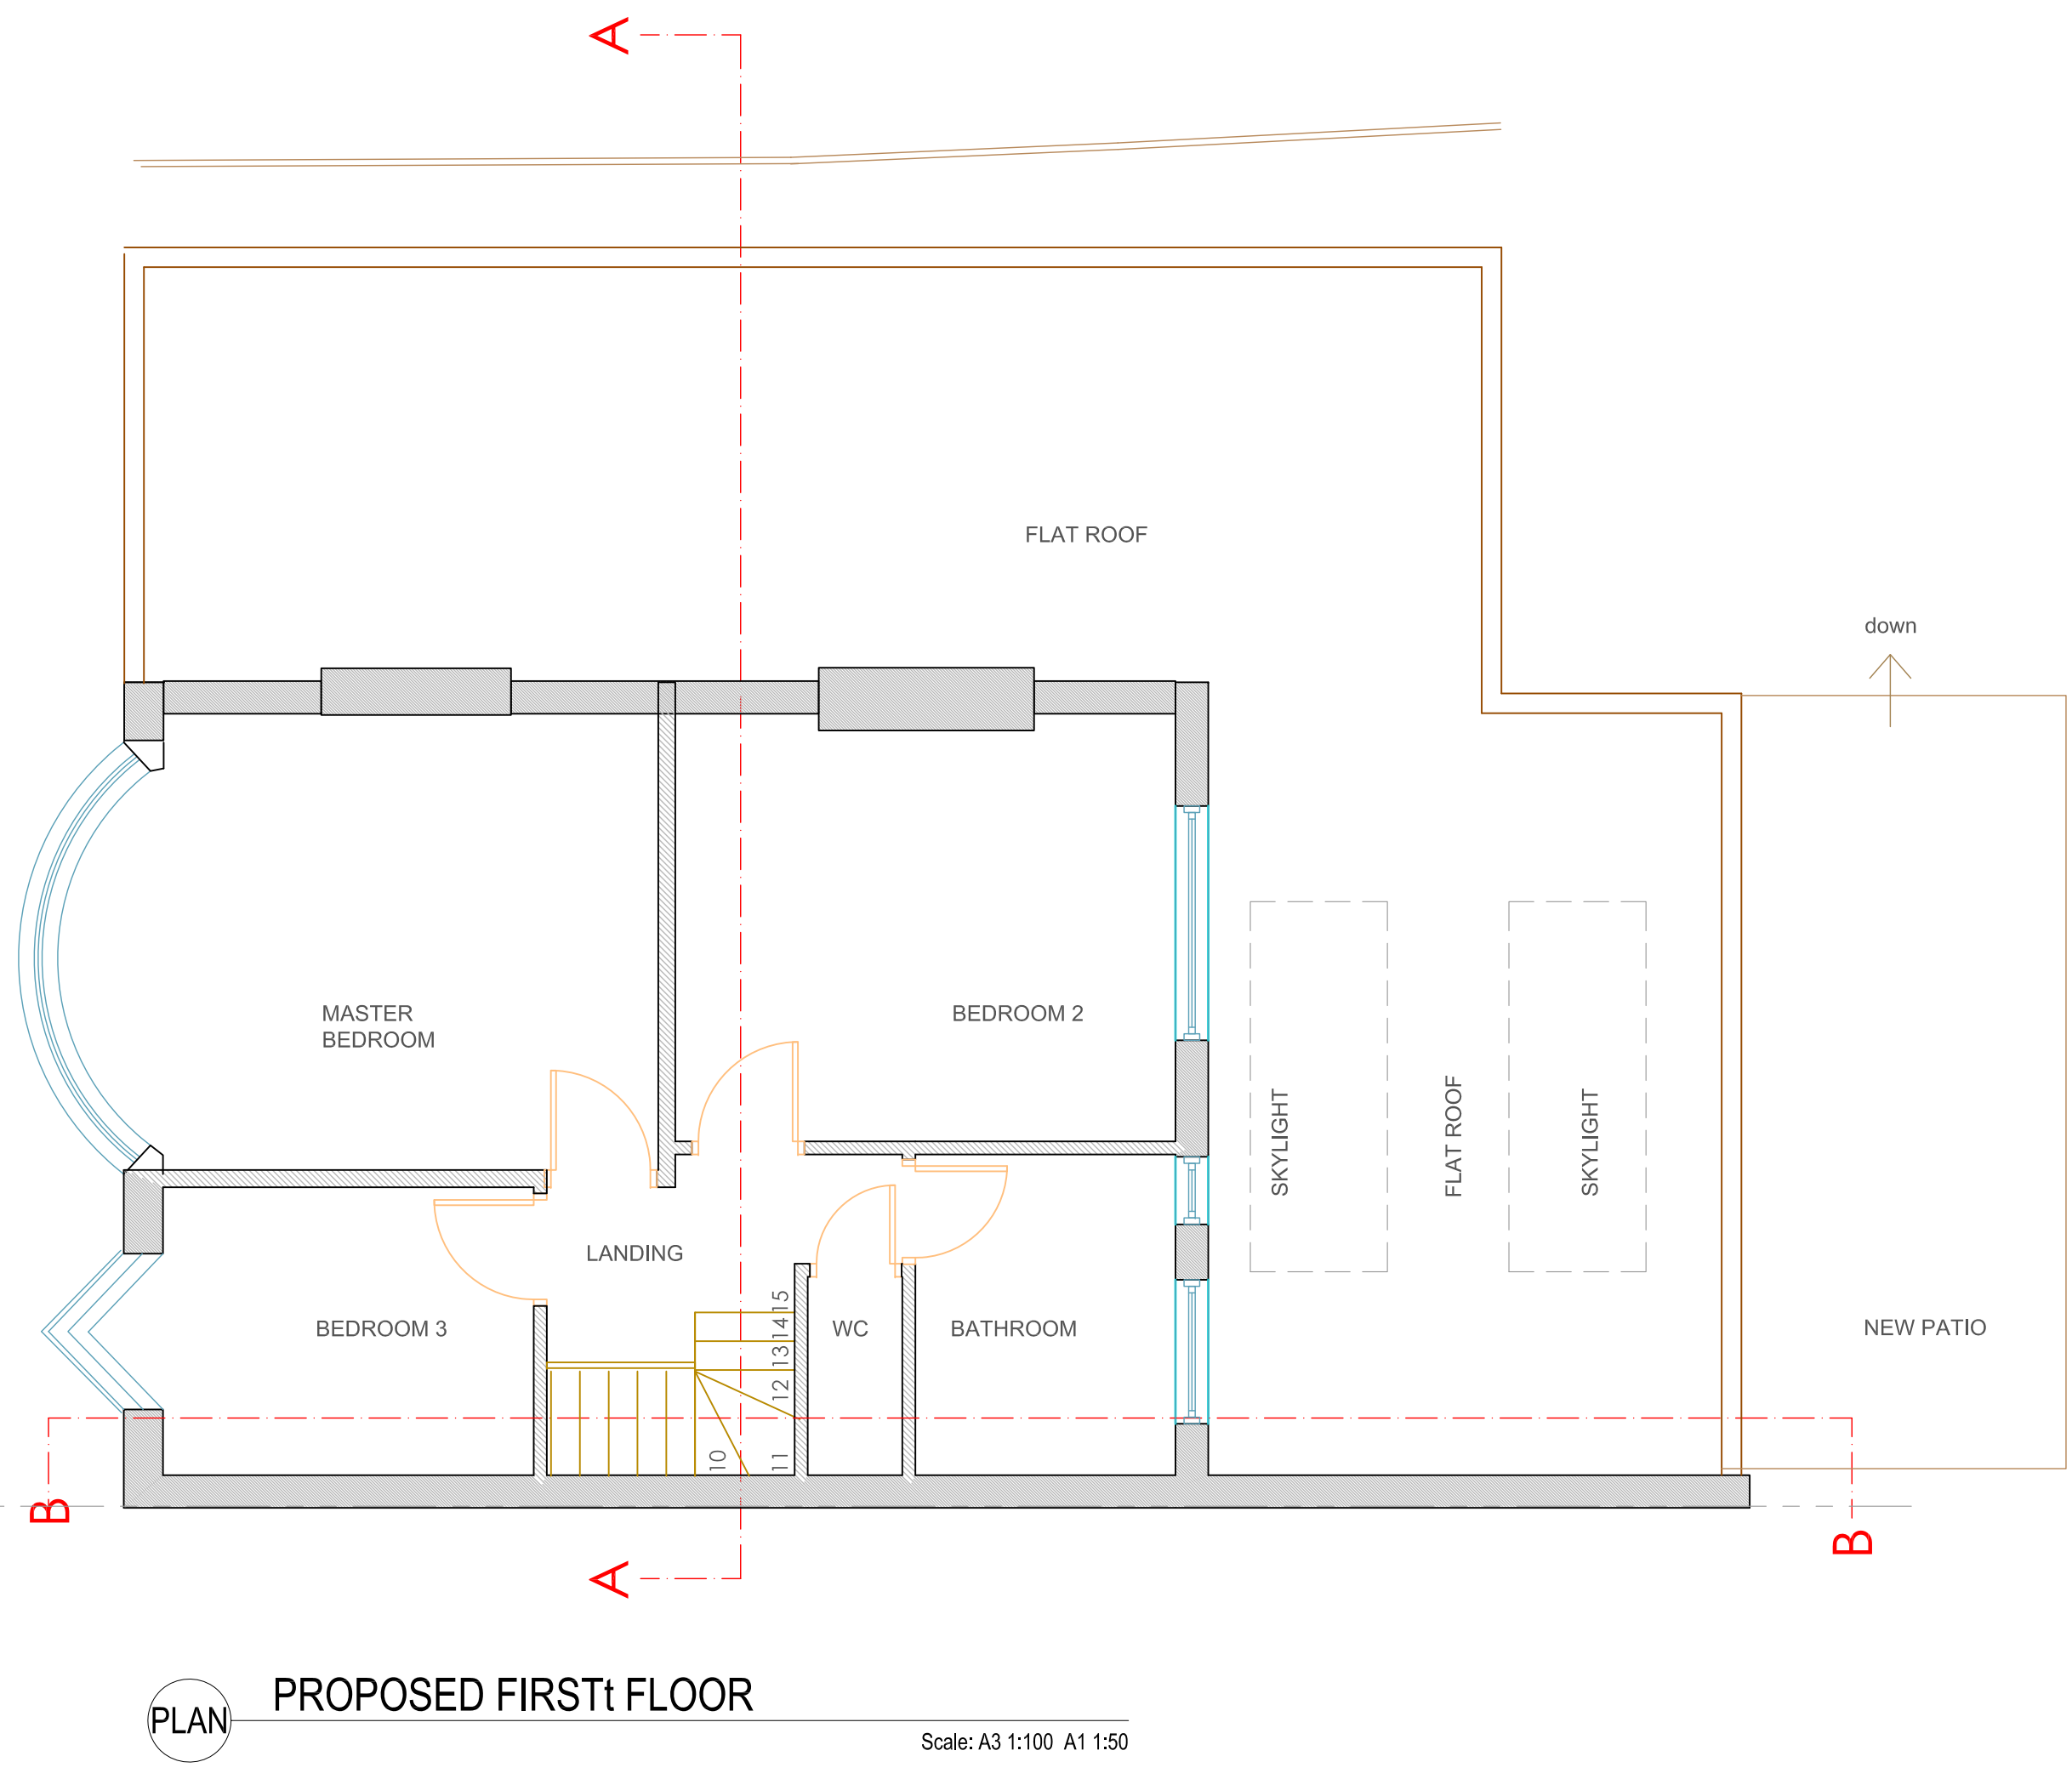 A
FLAT ROOF
down
MASTER
BEDROOM
BEDROOM 2
SKYLIGHT
FLAT ROOF
SKYLIGHT
LANDING
BEDROOM 3
WC
BATHROOM
NEW PATIO
15
14
13
12
11
10
B
B
A
PLAN
PROPOSED FIRSTt FLOOR
Scale: A3 1:100 A1 1:50